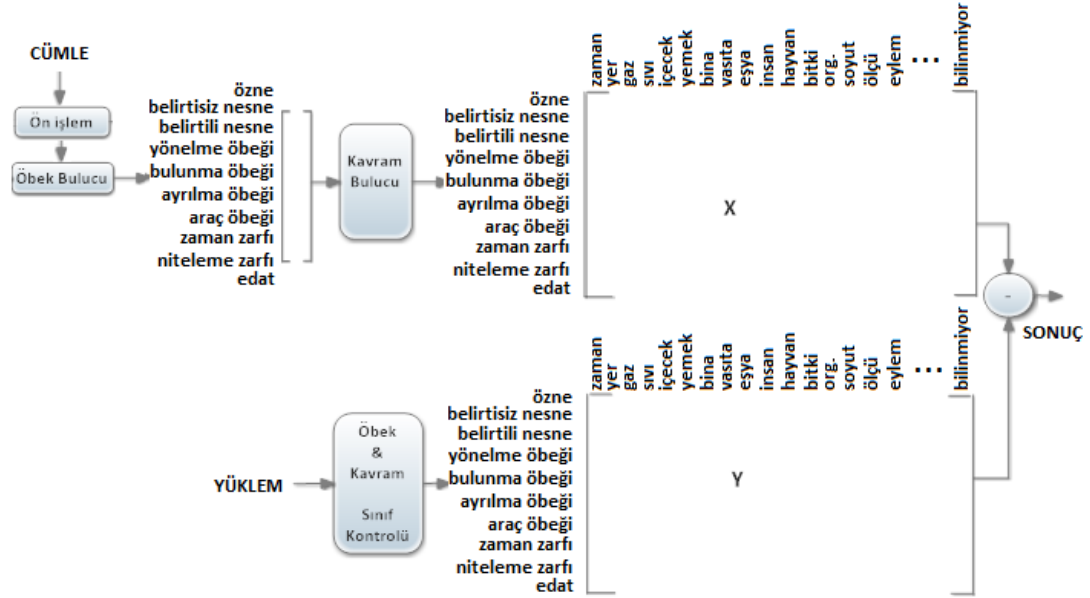 CÜMLE
Ön işlem
Öbek Bulucu
özne
belirtisiz nesne
belirtili nesne
yönelme öbeği
bulunma öbeği
ayrılma öbeği
araç öbeği
zaman zarfı
niteleme zarfı
edat
Kavram
Bulucu
özne
belirtisiz nesne
belirtili nesne
yönelme öbeği
bulunma öbeği
ayrılma öbeği
araç öbeği
zaman zarfı
niteleme zarfı
edat
zaman
yer
gaz
sıvı
içecek
yemek
bina
vasıta
eşya
insan
hayvan
bitki
org.
soyut
ölçü
eylem
...
bilinmiyor
X
-
SONUÇ
YÜKLEM
Öbek
&
Kavram
Sınıf
Kontrolü
özne
belirtisiz nesne
belirtili nesne
yönelme öbeği
bulunma öbeği
ayrılma öbeği
araç öbeği
zaman zarfı
niteleme zarfı
edat
zaman
yer
gaz
sıvı
içecek
yemek
bina
vasıta
eşya
insan
hayvan
bitki
org.
soyut
ölçü
eylem
...
bilinmiyor
Y